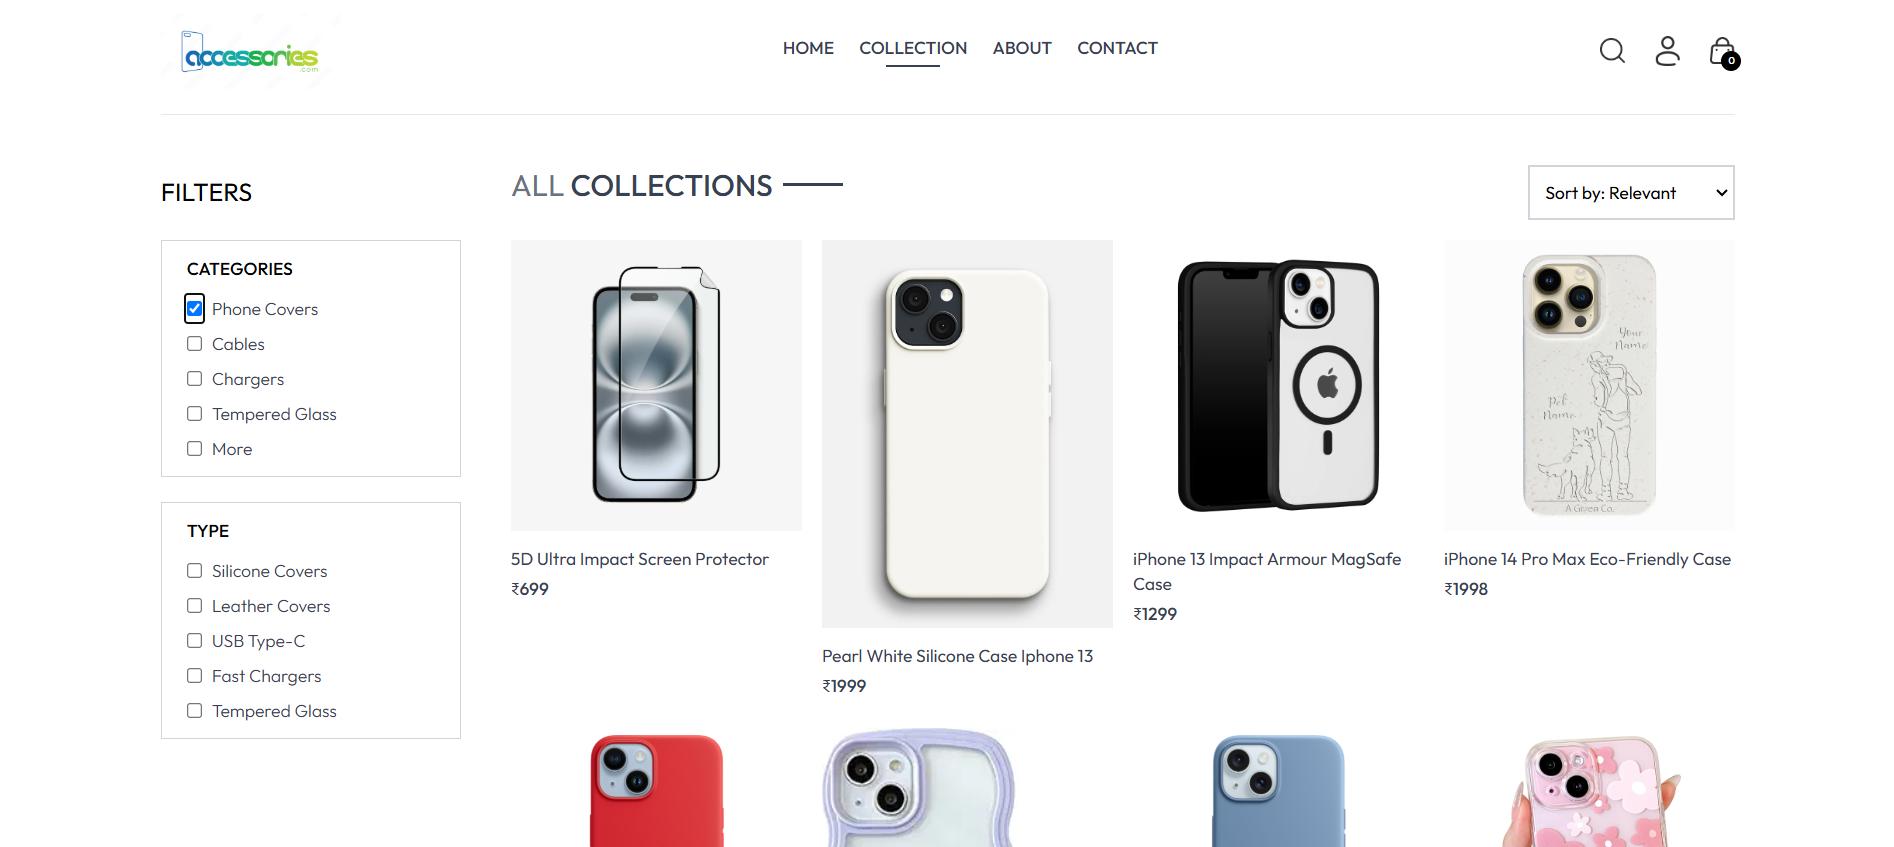 accessories
.com
HOME
COLLECTION
ABOUT
CONTACT
0
FILTERS
CATEGORIES
Phone Covers
Cables
Chargers
Tempered Glass
More
TYPE
Silicone Covers
Leather Covers
USB Type-C
Fast Chargers
Tempered Glass
ALL COLLECTIONS
Sort by: Relevant
5D Ultra Impact Screen Protector
₹699
Pearl White Silicone Case Iphone 13
₹1999
iPhone 13 Impact Armour MagSafe
Case
₹1299
Your
Name
Pet
Name
A Given Co.
iPhone 14 Pro Max Eco-Friendly Case
₹1998